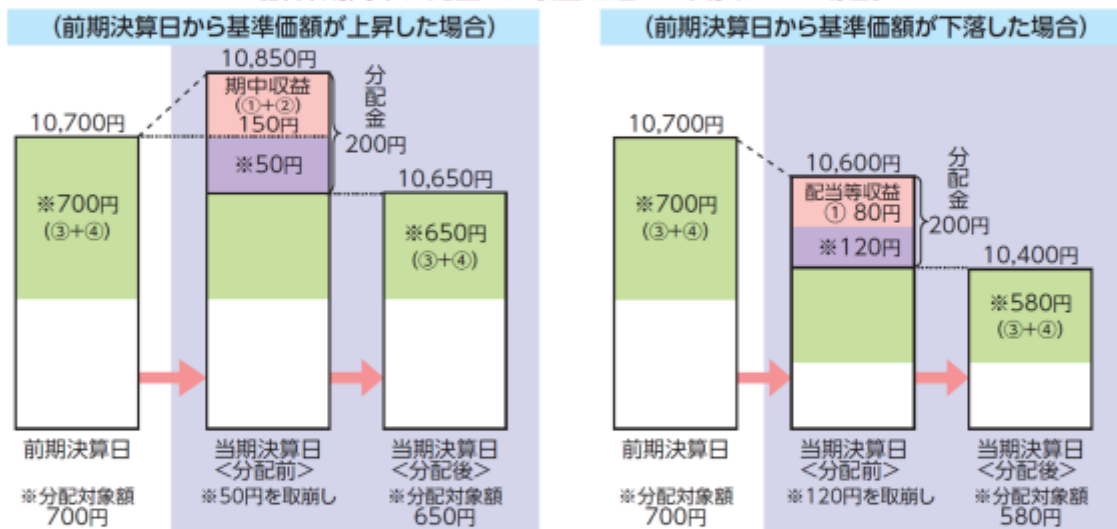 (前期決算日から基準価額が上昇した場合)
10,850円
期中収益
(①+②)
150円
分配金
200円
10,700円
※50円
10,650円
※700円
(③+④)
※650円
(③+④)
前期決算日
当期決算日
<分配前>
当期決算日
<分配後>
※分配対象額
700円
※50円を取崩し
※分配対象額
650円
(前期決算日から基準価額が下落した場合)
10,700円
10,600円
配当等収益
① 80円
分配金
200円
※120円
10,400円
※700円
(③+④)
※580円
(③+④)
前期決算日
当期決算日
<分配前>
当期決算日
<分配後>
※分配対象額
700円
※120円を取崩し
※分配対象額
580円